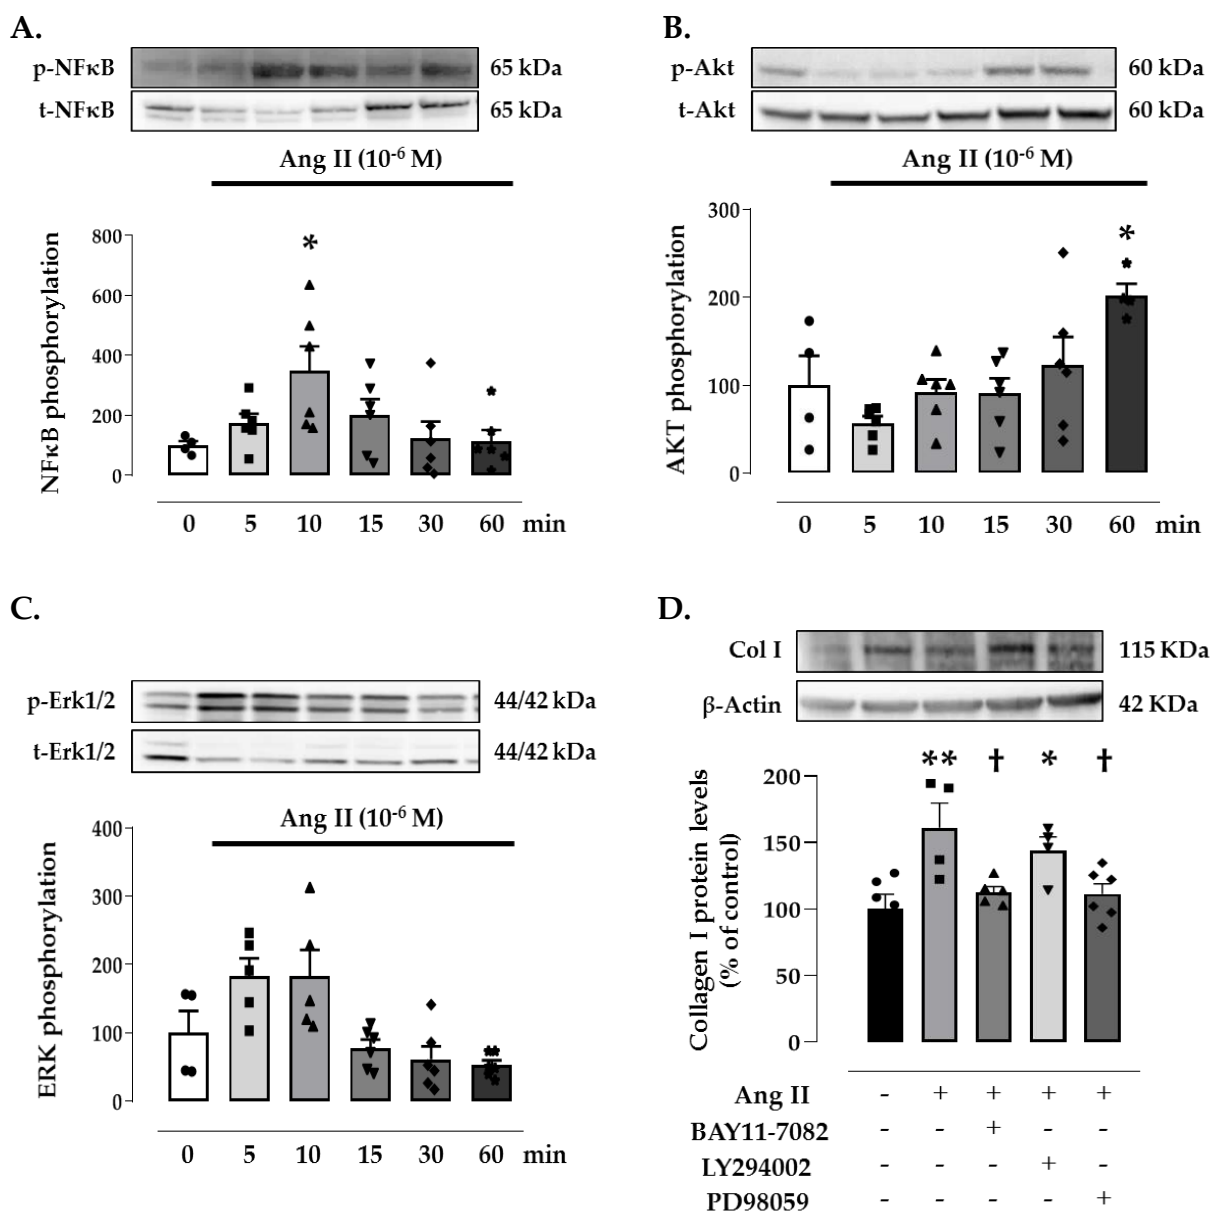 A.
p-NFκB 65 kDa
t-NFκB 65 kDa
Ang II (10⁻⁶ M)
NFκB phosphorylation
800
600
400
200
0
*
0 5 10 15 30 60 min
B.
p-Akt 60 kDa
t-Akt 60 kDa
Ang II (10⁻⁶ M)
AKT phosphorylation
300
200
100
0
*
0 5 10 15 30 60 min
C.
p-Erk1/2 44/42 kDa
t-Erk1/2 44/42 kDa
Ang II (10⁻⁶ M)
ERK phosphorylation
400
300
200
100
0
0 5 10 15 30 60 min
D.
Col I 115 KDa
β-Actin 42 KDa
** † * †
Collagen I protein levels
(% of control)
200
150
100
50
0
Ang II - + + + +
BAY11-7082 - - + - -
LY294002 - - - + -
PD98059 - - - - +